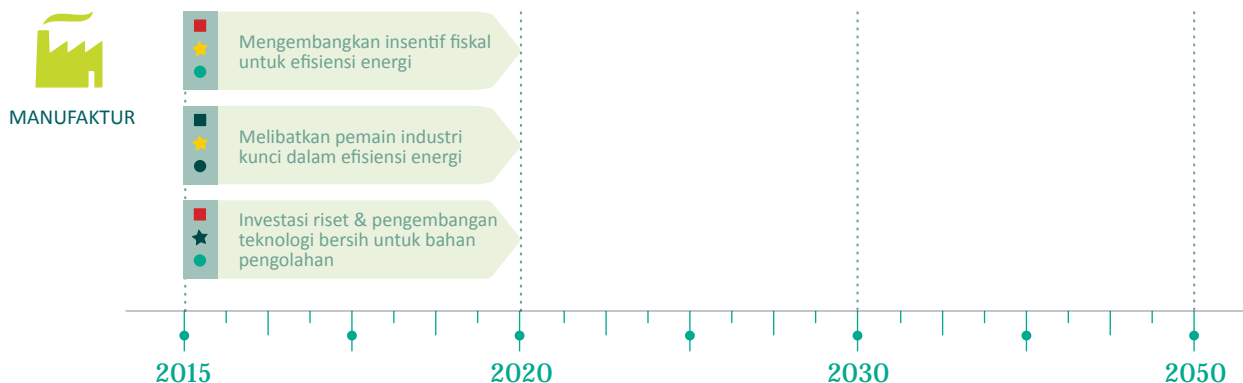 MANUFAKTUR
Mengembangkan insentif fiskal
untuk efisiensi energi
Melibatkan pemain industri
kunci dalam efisiensi energi
Investasi riset & pengembangan
teknologi bersih untuk bahan
pengolahan
2015
2020
2030
2050